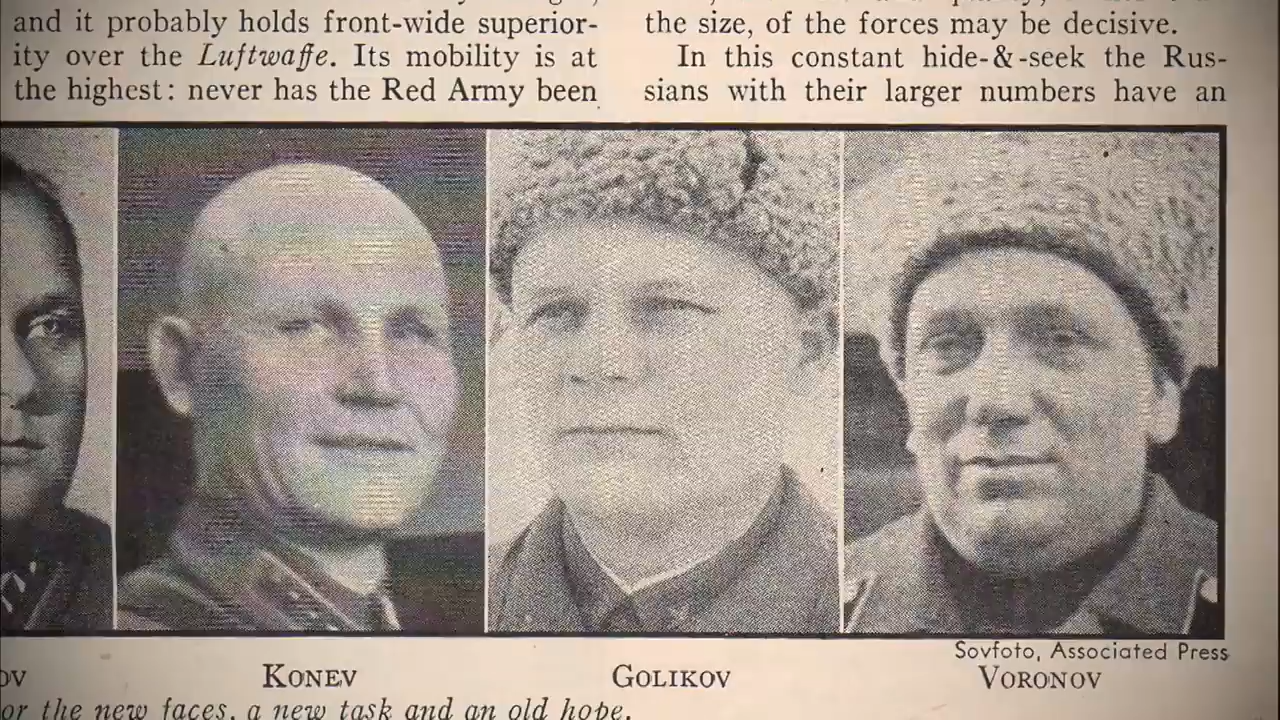 and it probably holds front-wide superior-
ity over the Luftwaffe. Its mobility is at
the highest: never has the Red Army been
the size, of the forces may be decisive.
In this constant hide-&-seek the Rus-
sians with their larger numbers have an
Sovfoto, Associated Press
OV KONEV GOLIKOV VORONOV
or the new faces, a new task and an old hope.